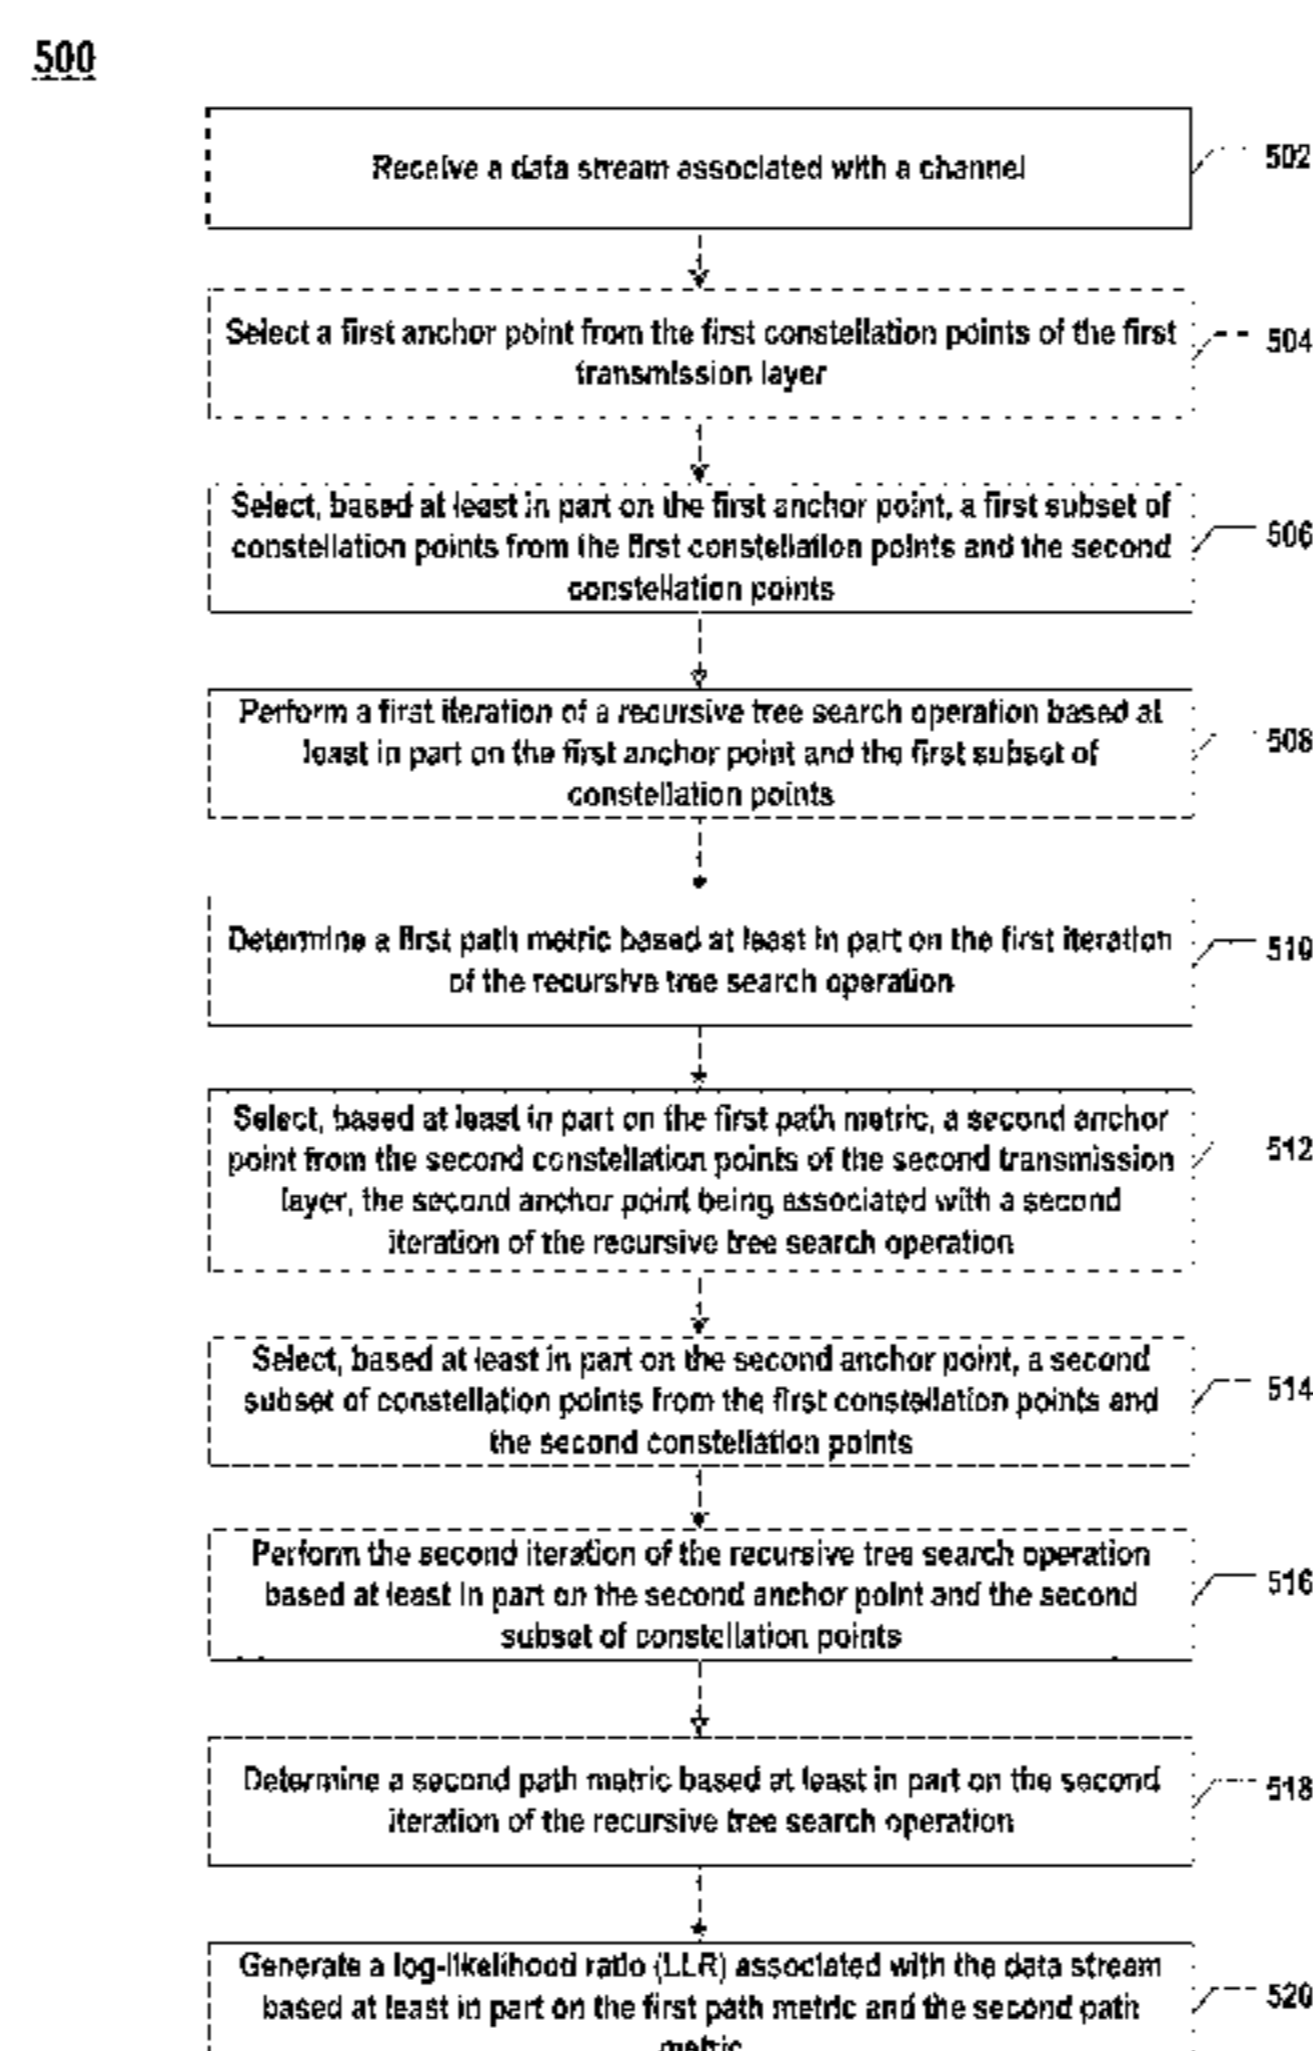 500
Receive a data stream associated with a channel
502
Select a first anchor point from the first constellation points of the first
transmission layer
504
Select, based at least in part on the first anchor point, a first subset of
constellation points from the first constellation points and the second
constellation points
506
Perform a first iteration of a recursive tree search operation based at
least in part on the first anchor point and the first subset of
constellation points
508
Determine a first path metric based at least in part on the first iteration
of the recursive tree search operation
510
Select, based at least in part on the first path metric, a second anchor
point from the second constellation points of the second transmission
layer, the second anchor point being associated with a second
iteration of the recursive tree search operation
512
Select, based at least in part on the second anchor point, a second
subset of constellation points from the first constellation points and
the second constellation points
514
Perform the second iteration of the recursive tree search operation
based at least in part on the second anchor point and the second
subset of constellation points
516
Determine a second path metric based at least in part on the second
iteration of the recursive tree search operation
518
Generate a log-likelihood ratio (LLR) associated with the data stream
based at least in part on the first path metric and the second path
metric
520